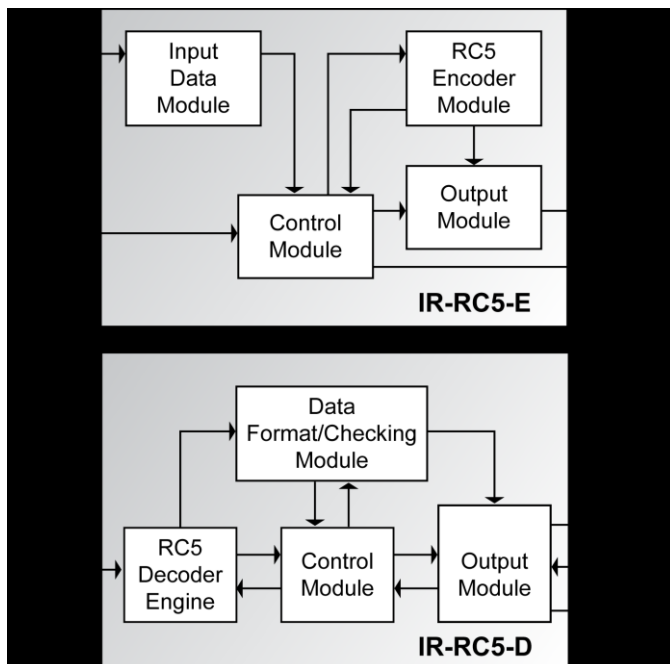 Input
Data
Module
RC5
Encoder
Module
Control
Module
Output
Module
IR-RC5-E
Data
Format/Checking
Module
RC5
Decoder
Engine
Control
Module
Output
Module
IR-RC5-D